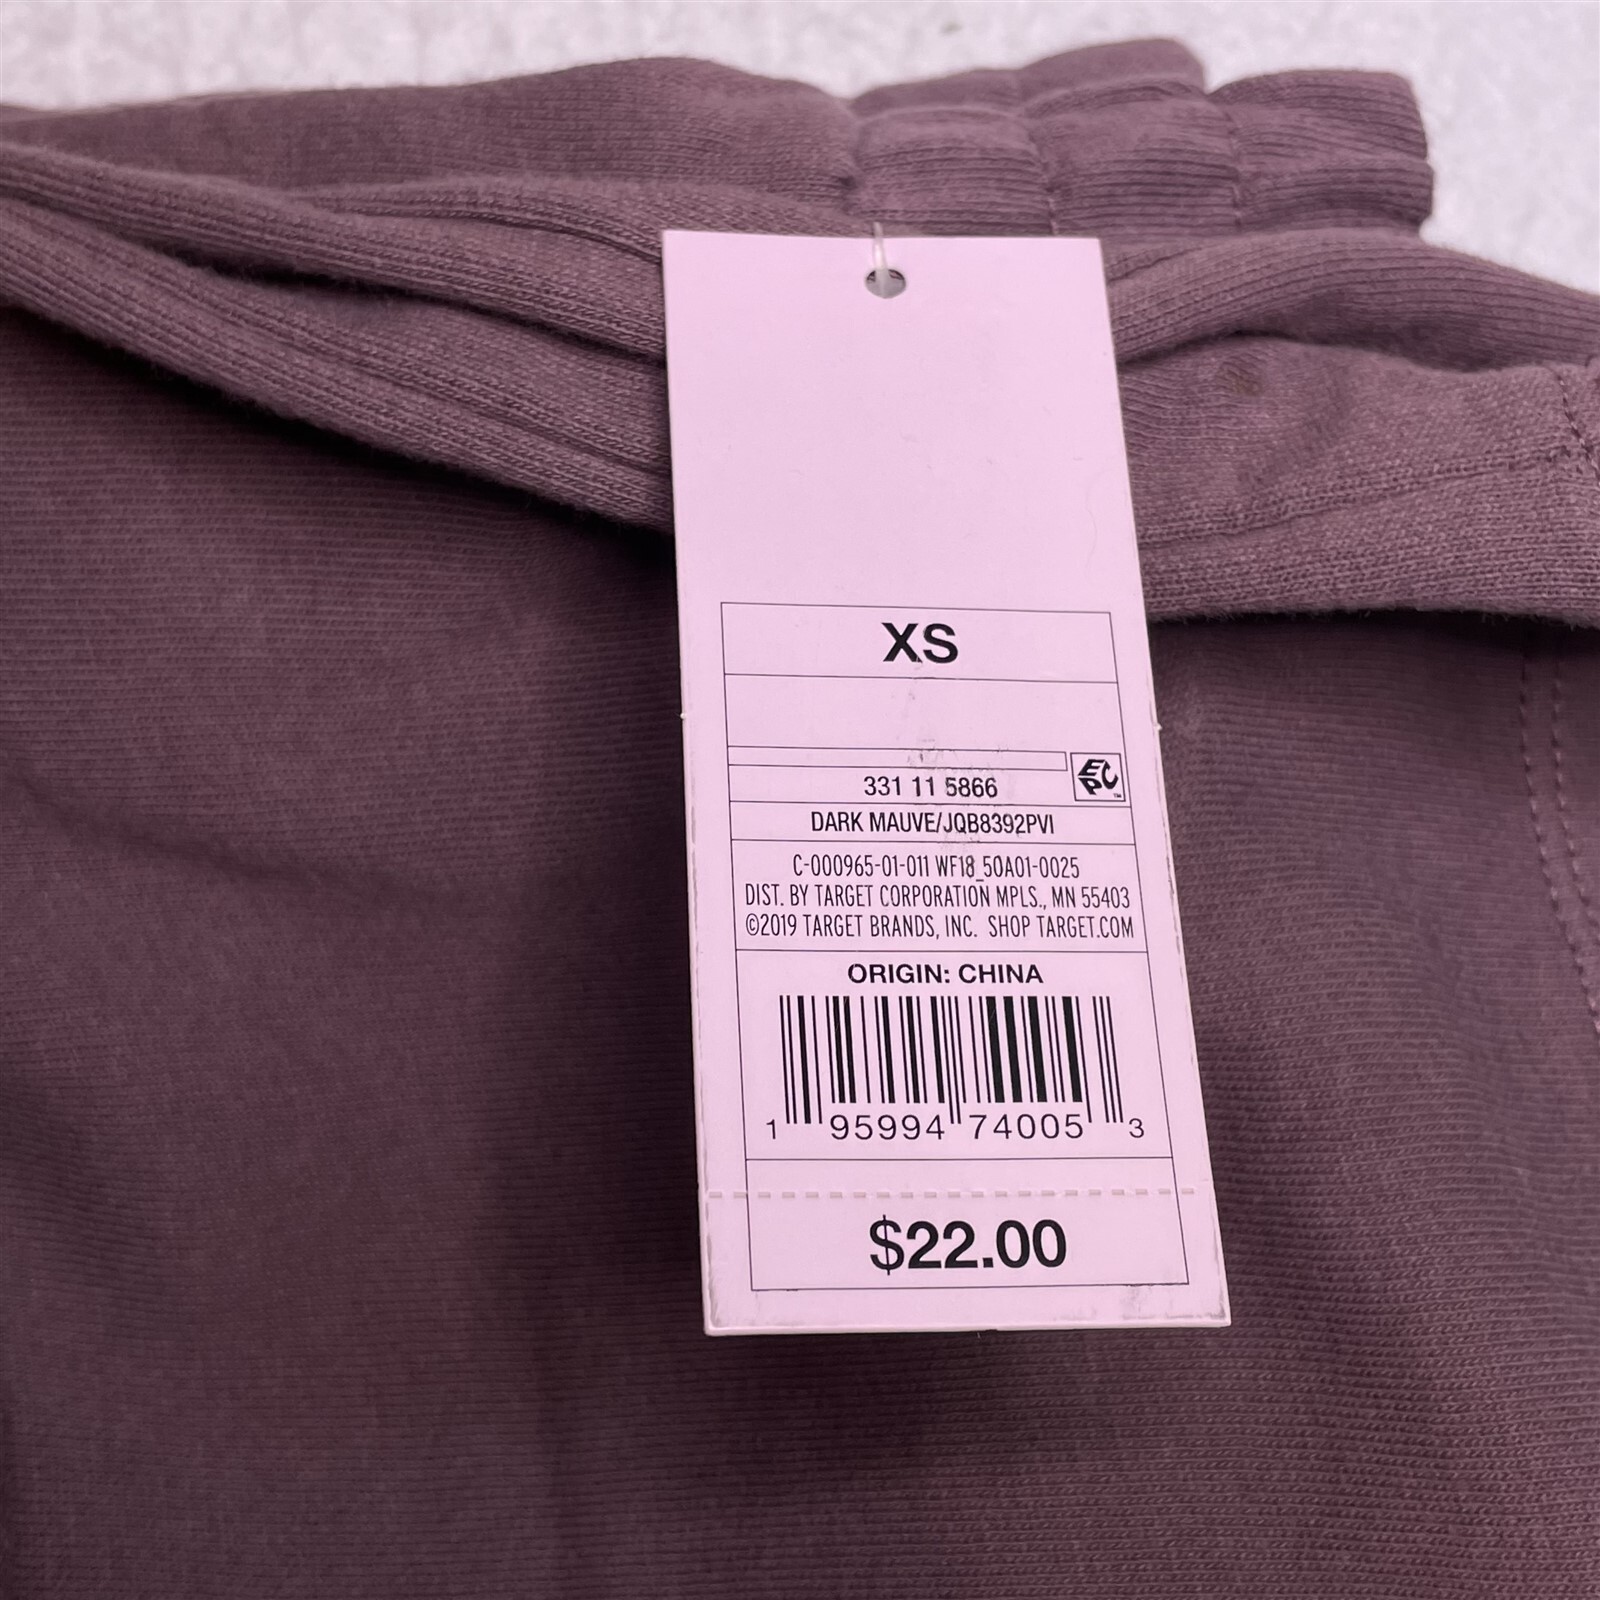 XS
331 11 5866
EPC™
DARK MAUVE/JQB8392PVI
C-000965-01-011 WF18_50A01-0025
DIST. BY TARGET CORPORATION MPLS., MN 55403
©2019 TARGET BRANDS, INC. SHOP TARGET.COM
ORIGIN: CHINA
1 95994 74005 3
$22.00